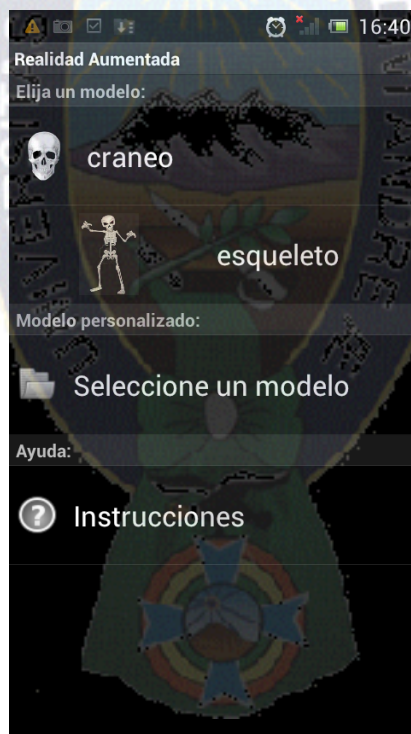 16:40
Realidad Aumentada
Elija un modelo:
craneo
esqueleto
Modelo personalizado:
Seleccione un modelo
Ayuda:
Instrucciones